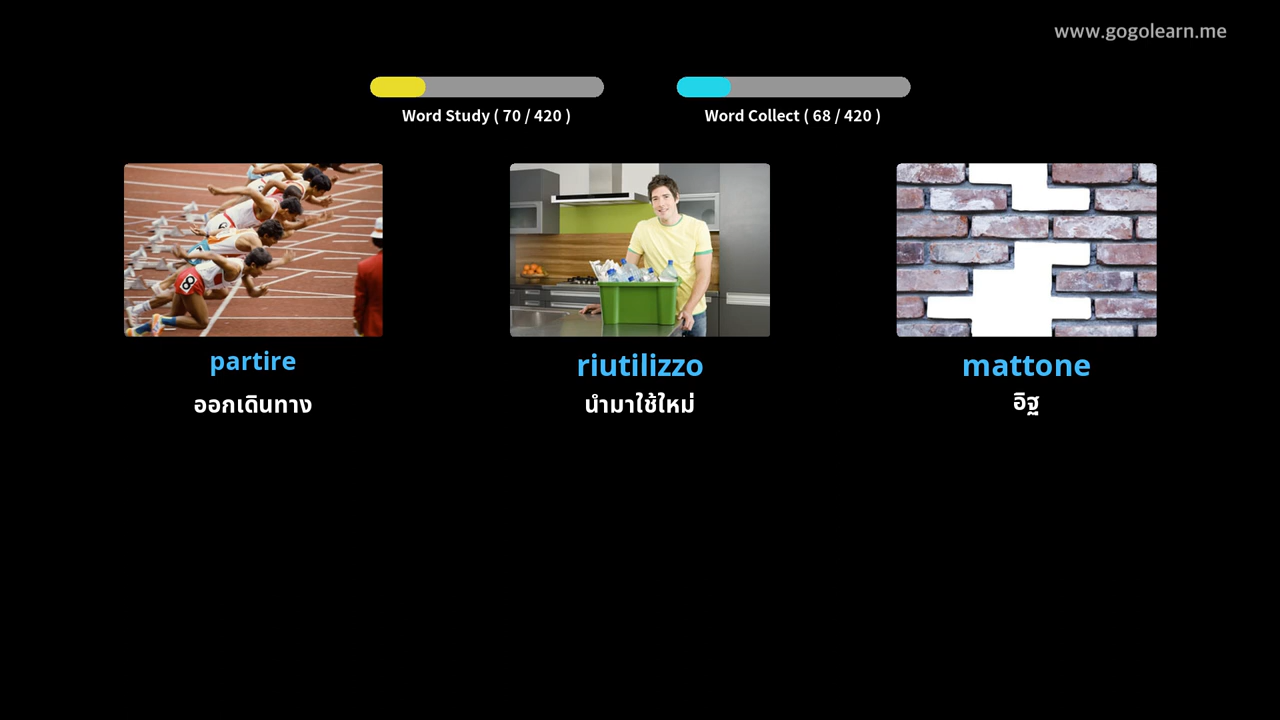 www.gogolearn.me
Word Study ( 70 / 420 )
Word Collect ( 68 / 420 )
8
partire
riutilizzo
mattone
ออกเดินทาง
นำมาใช้ใหม่
อิฐ